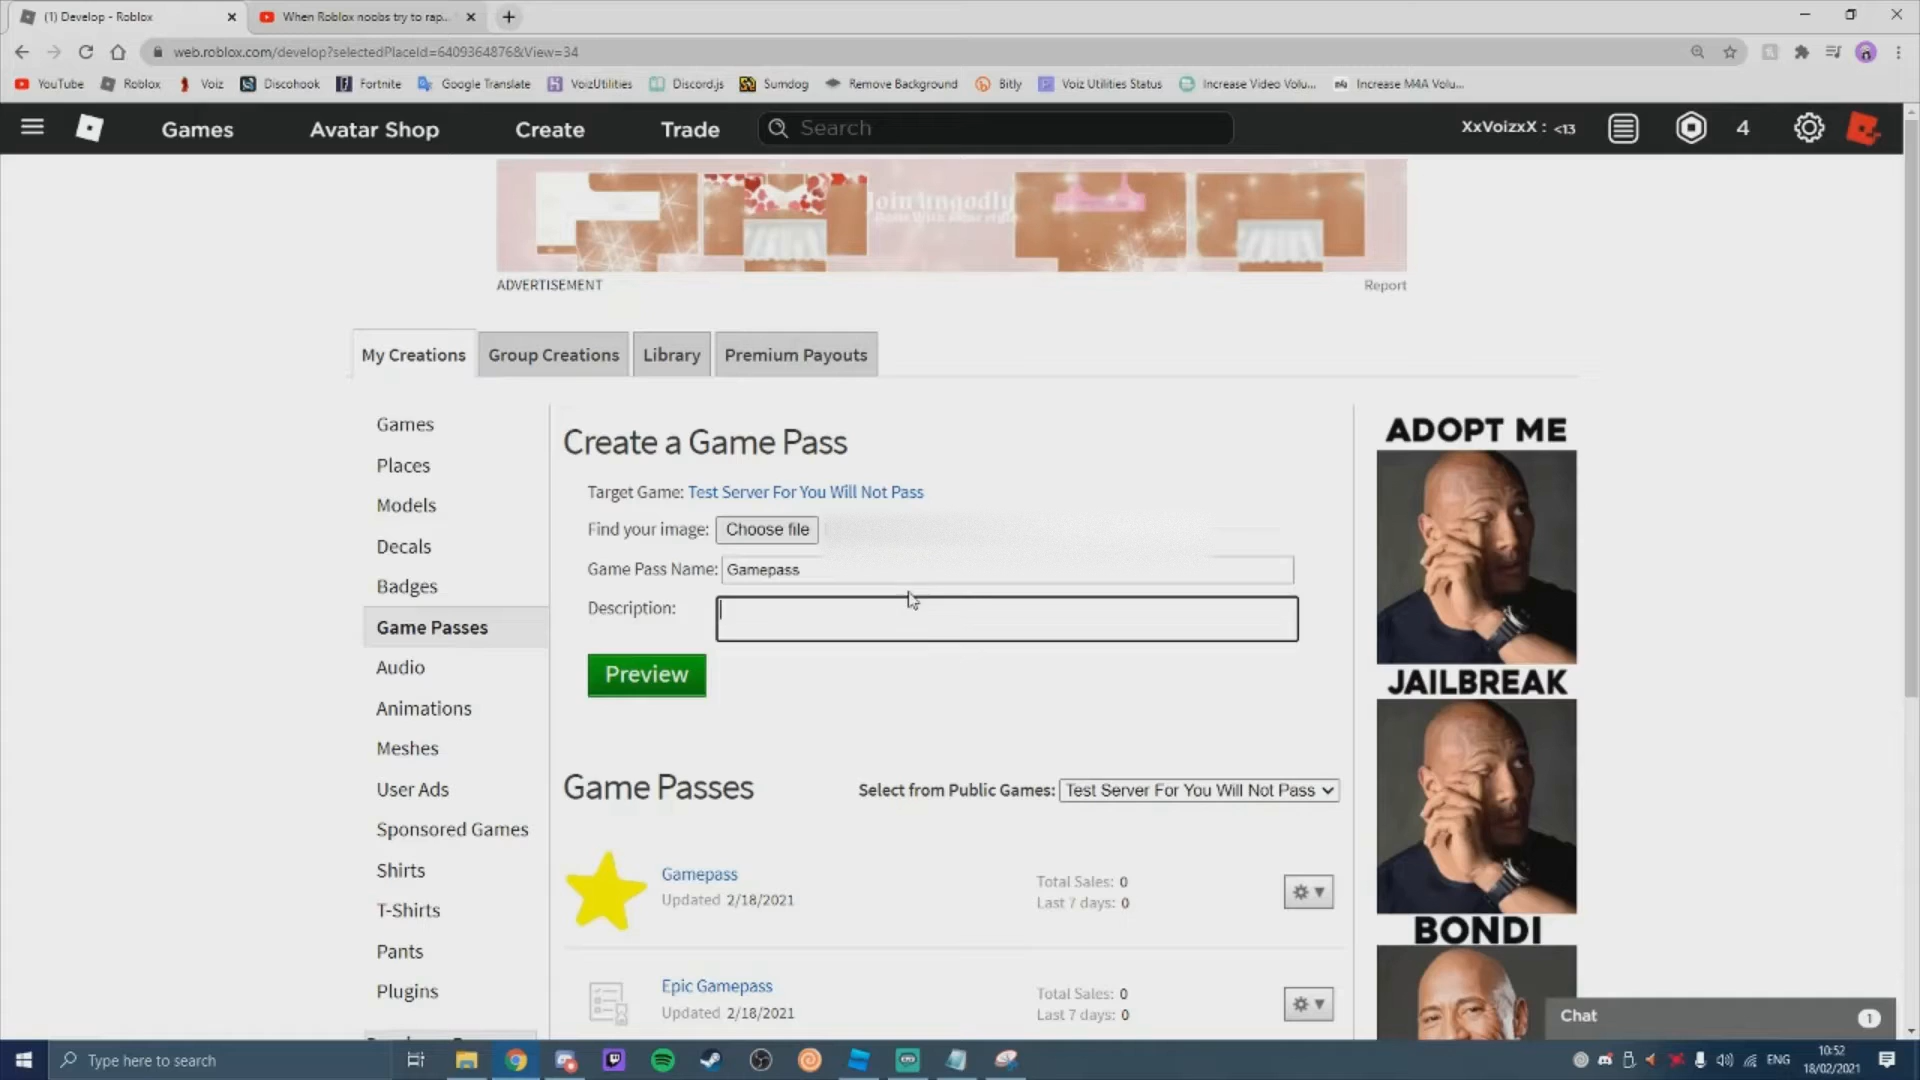 (1) Develop - Roblox
When Roblox noobs try to rap...
web.roblox.com/develop?selectedPlaceId=6409364876&View=34
YouTube Roblox Voiz Discohook Fortnite Google Translate VoizUtilities Discord.js Sumdog Remove Background Bitly Voiz Utilities Status Increase Video Volu... Increase M4A Volu...
Games Avatar Shop Create Trade Search XxVoizxX : <13 4
ADVERTISEMENT Report
My Creations Group Creations Library Premium Payouts
Games
Places
Models
Decals
Badges
Game Passes
Audio
Animations
Meshes
User Ads
Sponsored Games
Shirts
T-Shirts
Pants
Plugins
Create a Game Pass
Target Game: Test Server For You Will Not Pass
Find your image: Choose file
Game Pass Name: Gamepass
Description:
Preview
Game Passes
Select from Public Games: Test Server For You Will Not Pass
Gamepass
Updated 2/18/2021
Total Sales: 0
Last 7 days: 0
Epic Gamepass
Updated 2/18/2021
Total Sales: 0
Last 7 days: 0
ADOPT ME
JAILBREAK
BONDI
Chat 1
Type here to search
ENG
10:52
18/02/2021